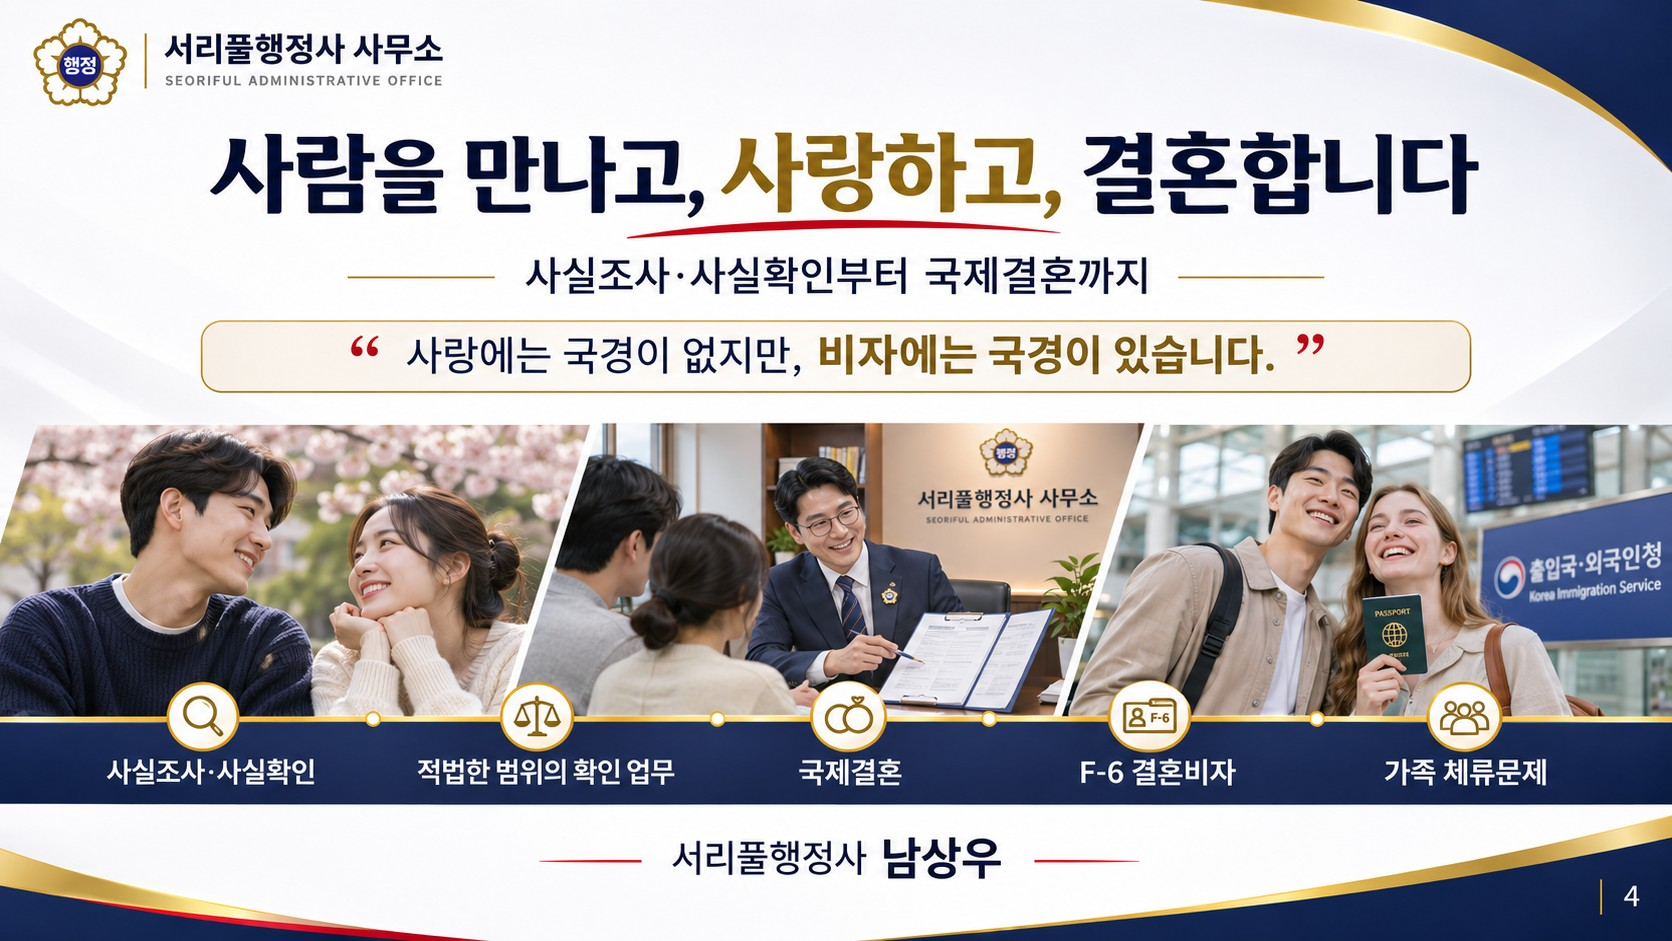 행정
서리풀행정사 사무소
SEORIFUL ADMINISTRATIVE OFFICE
사람을 만나고, 사랑하고, 결혼합니다
사실조사·사실확인부터 국제결혼까지
“ 사랑에는 국경이 없지만, 비자에는 국경이 있습니다. ”
행정
서리풀행정사 사무소
SEORIFUL ADMINISTRATIVE OFFICE
출입국·외국인청
Korea Immigration Service
PASSPORT
F-6
사실조사·사실확인
적법한 범위의 확인 업무
국제결혼
F-6 결혼비자
가족 체류문제
서리풀행정사 남상우
4